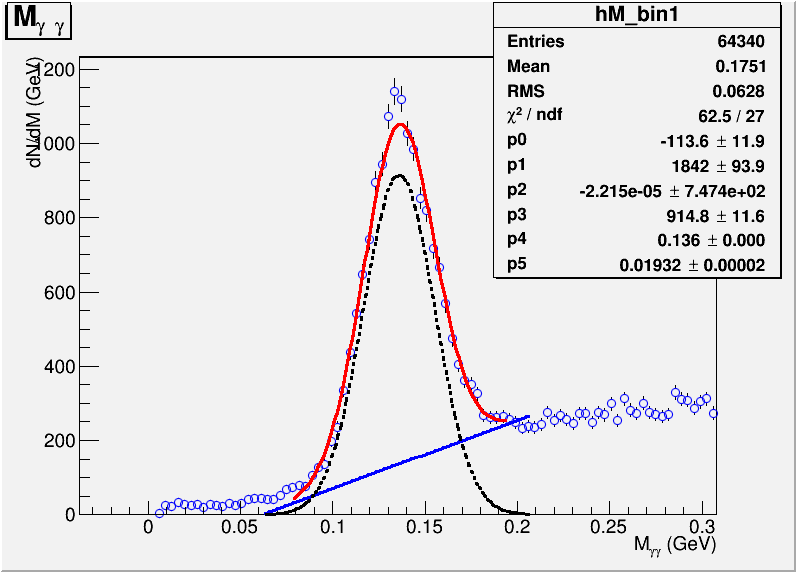 M_γ γ
hM_bin1
Entries 64340
Mean 0.1751
RMS 0.0628
χ² / ndf 62.5 / 27
p0 -113.6 ± 11.9
p1 1842 ± 93.9
p2 -2.215e-05 ± 7.474e+02
p3 914.8 ± 11.6
p4 0.136 ± 0.000
p5 0.01932 ± 0.00002
dN/dM (GeV)
1200
1000
800
600
400
200
0
0 0.05 0.1 0.15 0.2 0.25 0.3
M_γγ (GeV)